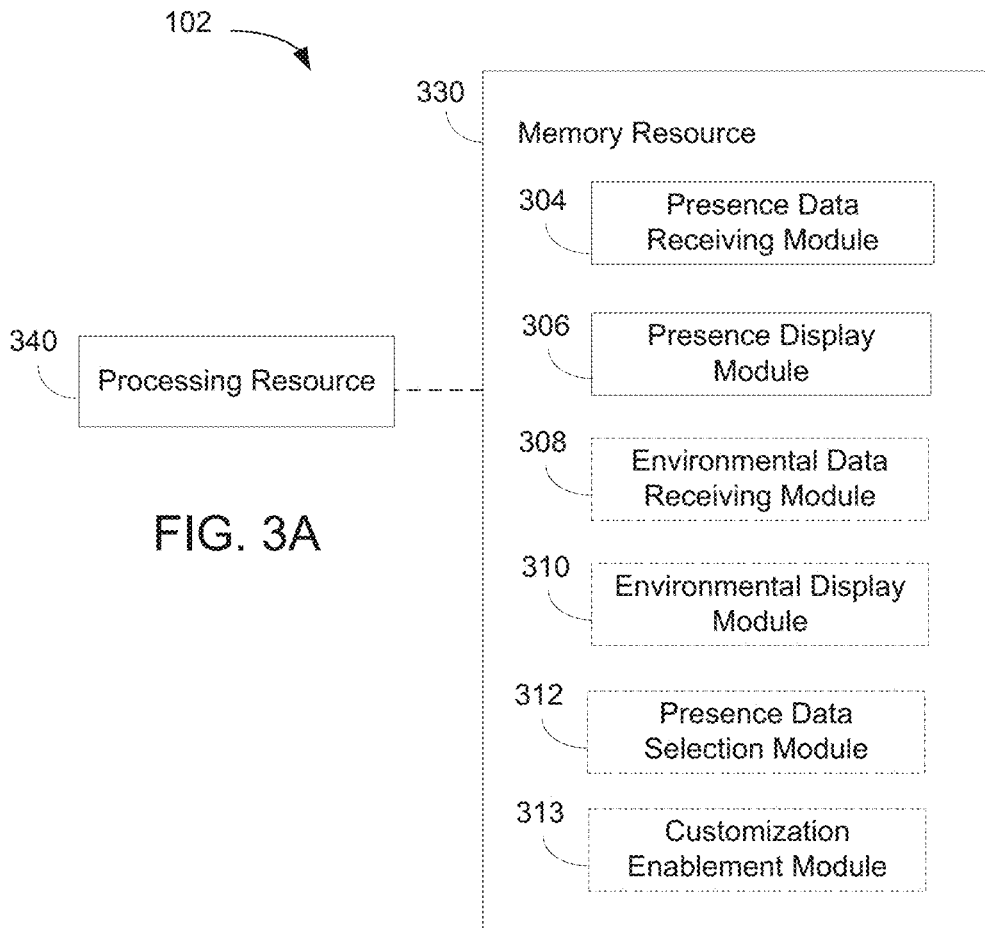 102
330
Memory Resource
304
Presence Data
Receiving Module
306
Presence Display
Module
340
Processing Resource
308
Environmental Data
Receiving Module
FIG. 3A
310
Environmental Display
Module
312
Presence Data
Selection Module
313
Customization
Enablement Module